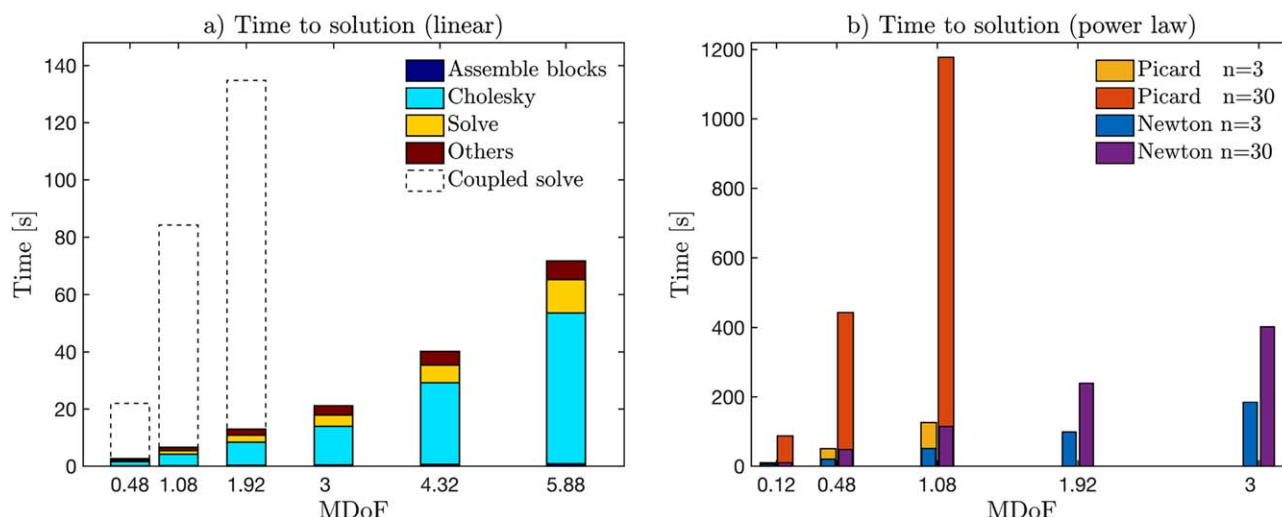 a) Time to solution (linear)
140
120
100
80
60
40
20
0
Time [s]
Assemble blocks
Cholesky
Solve
Others
Coupled solve
0.48 1.08 1.92 3 4.32 5.88
MDoF
b) Time to solution (power law)
1200
1000
800
600
400
200
0
Time [s]
Picard n=3
Picard n=30
Newton n=3
Newton n=30
0.12 0.48 1.08 1.92 3
MDoF